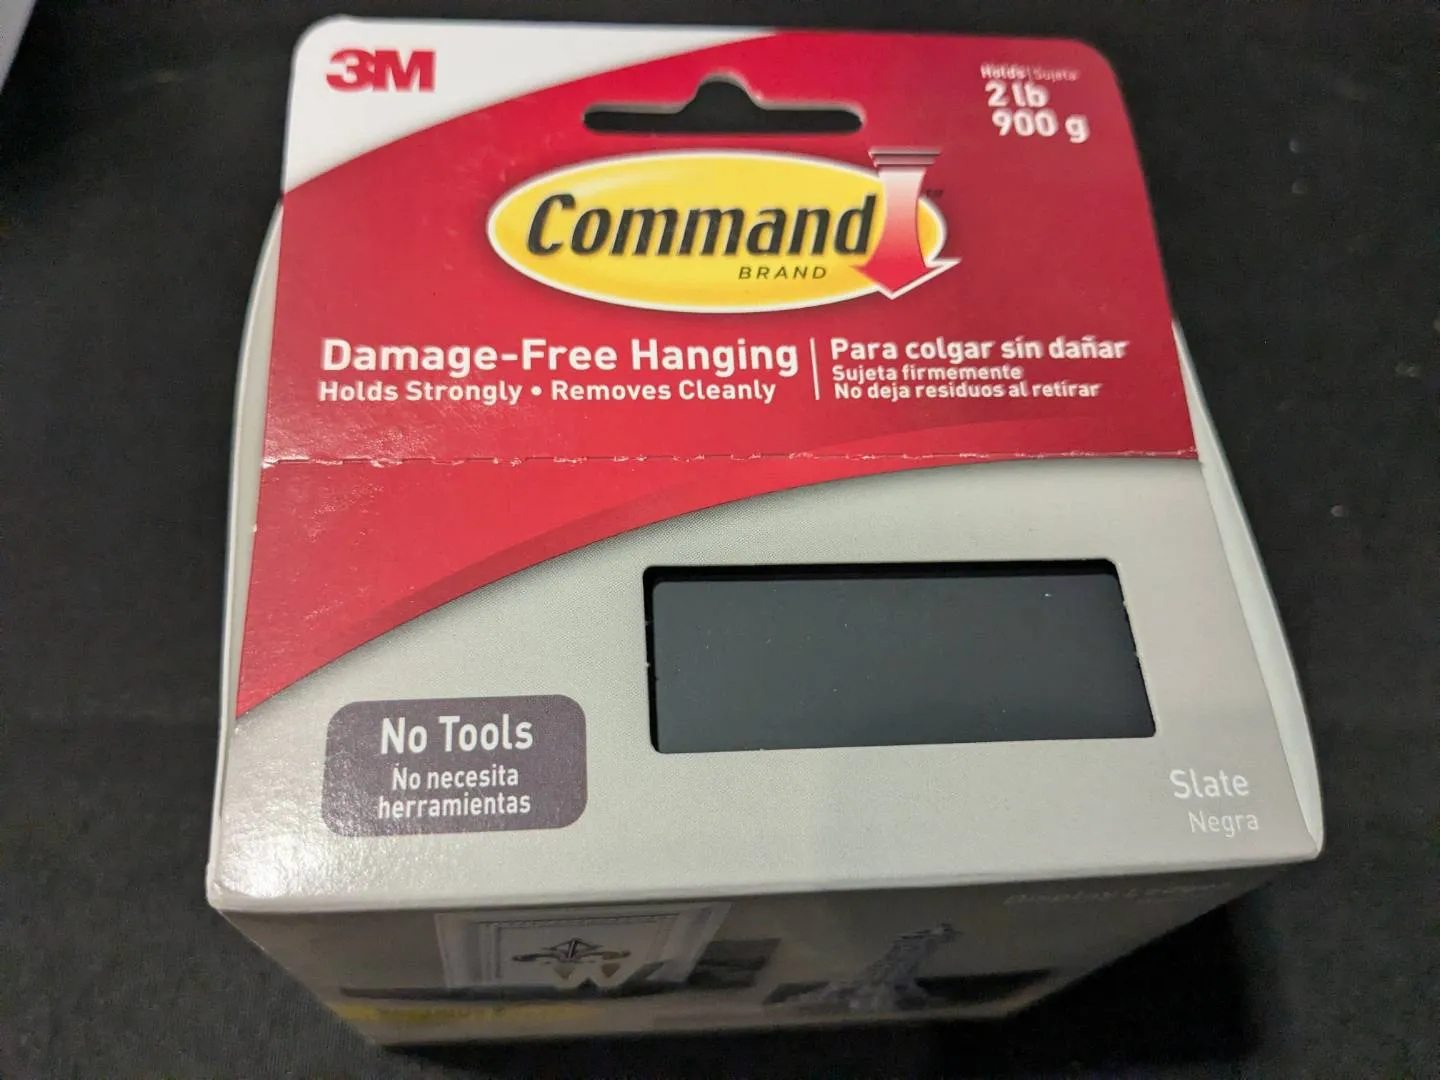 3M
Holds | Sujeta
2 lb
900 g
Command
BRAND
Damage-Free Hanging
Holds Strongly • Removes Cleanly
Para colgar sin dañar
Sujeta firmemente
No deja residuos al retirar
No Tools
No necesita
herramientas
Slate
Negra